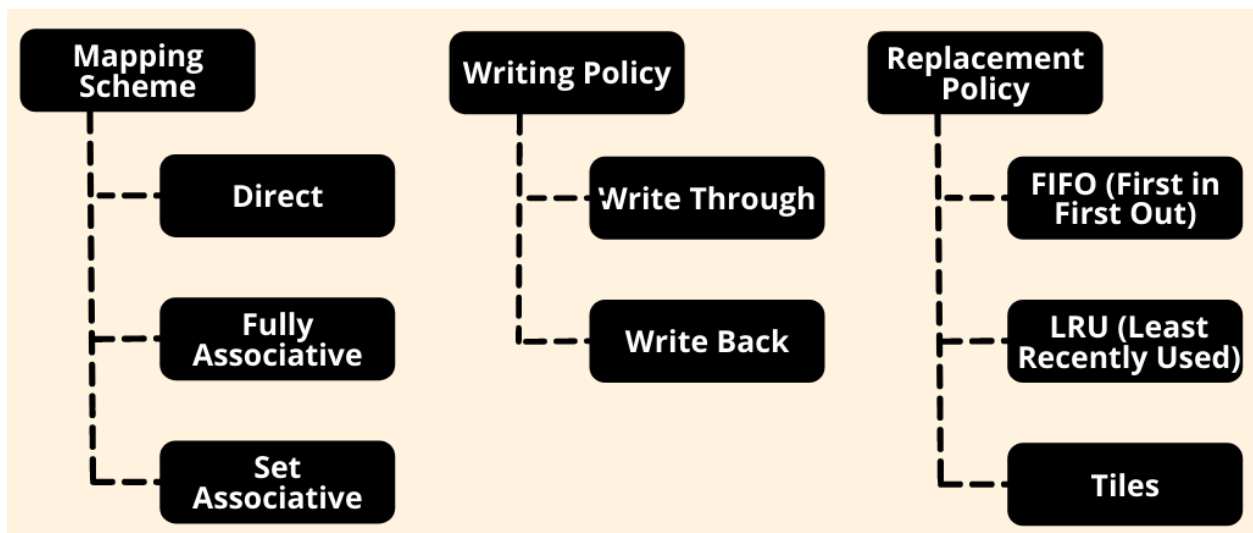 Mapping
Scheme
Direct
Fully
Associative
Set
Associative
Writing Policy
Write Through
Write Back
Replacement
Policy
FIFO (First in
First Out)
LRU (Least
Recently Used)
Tiles